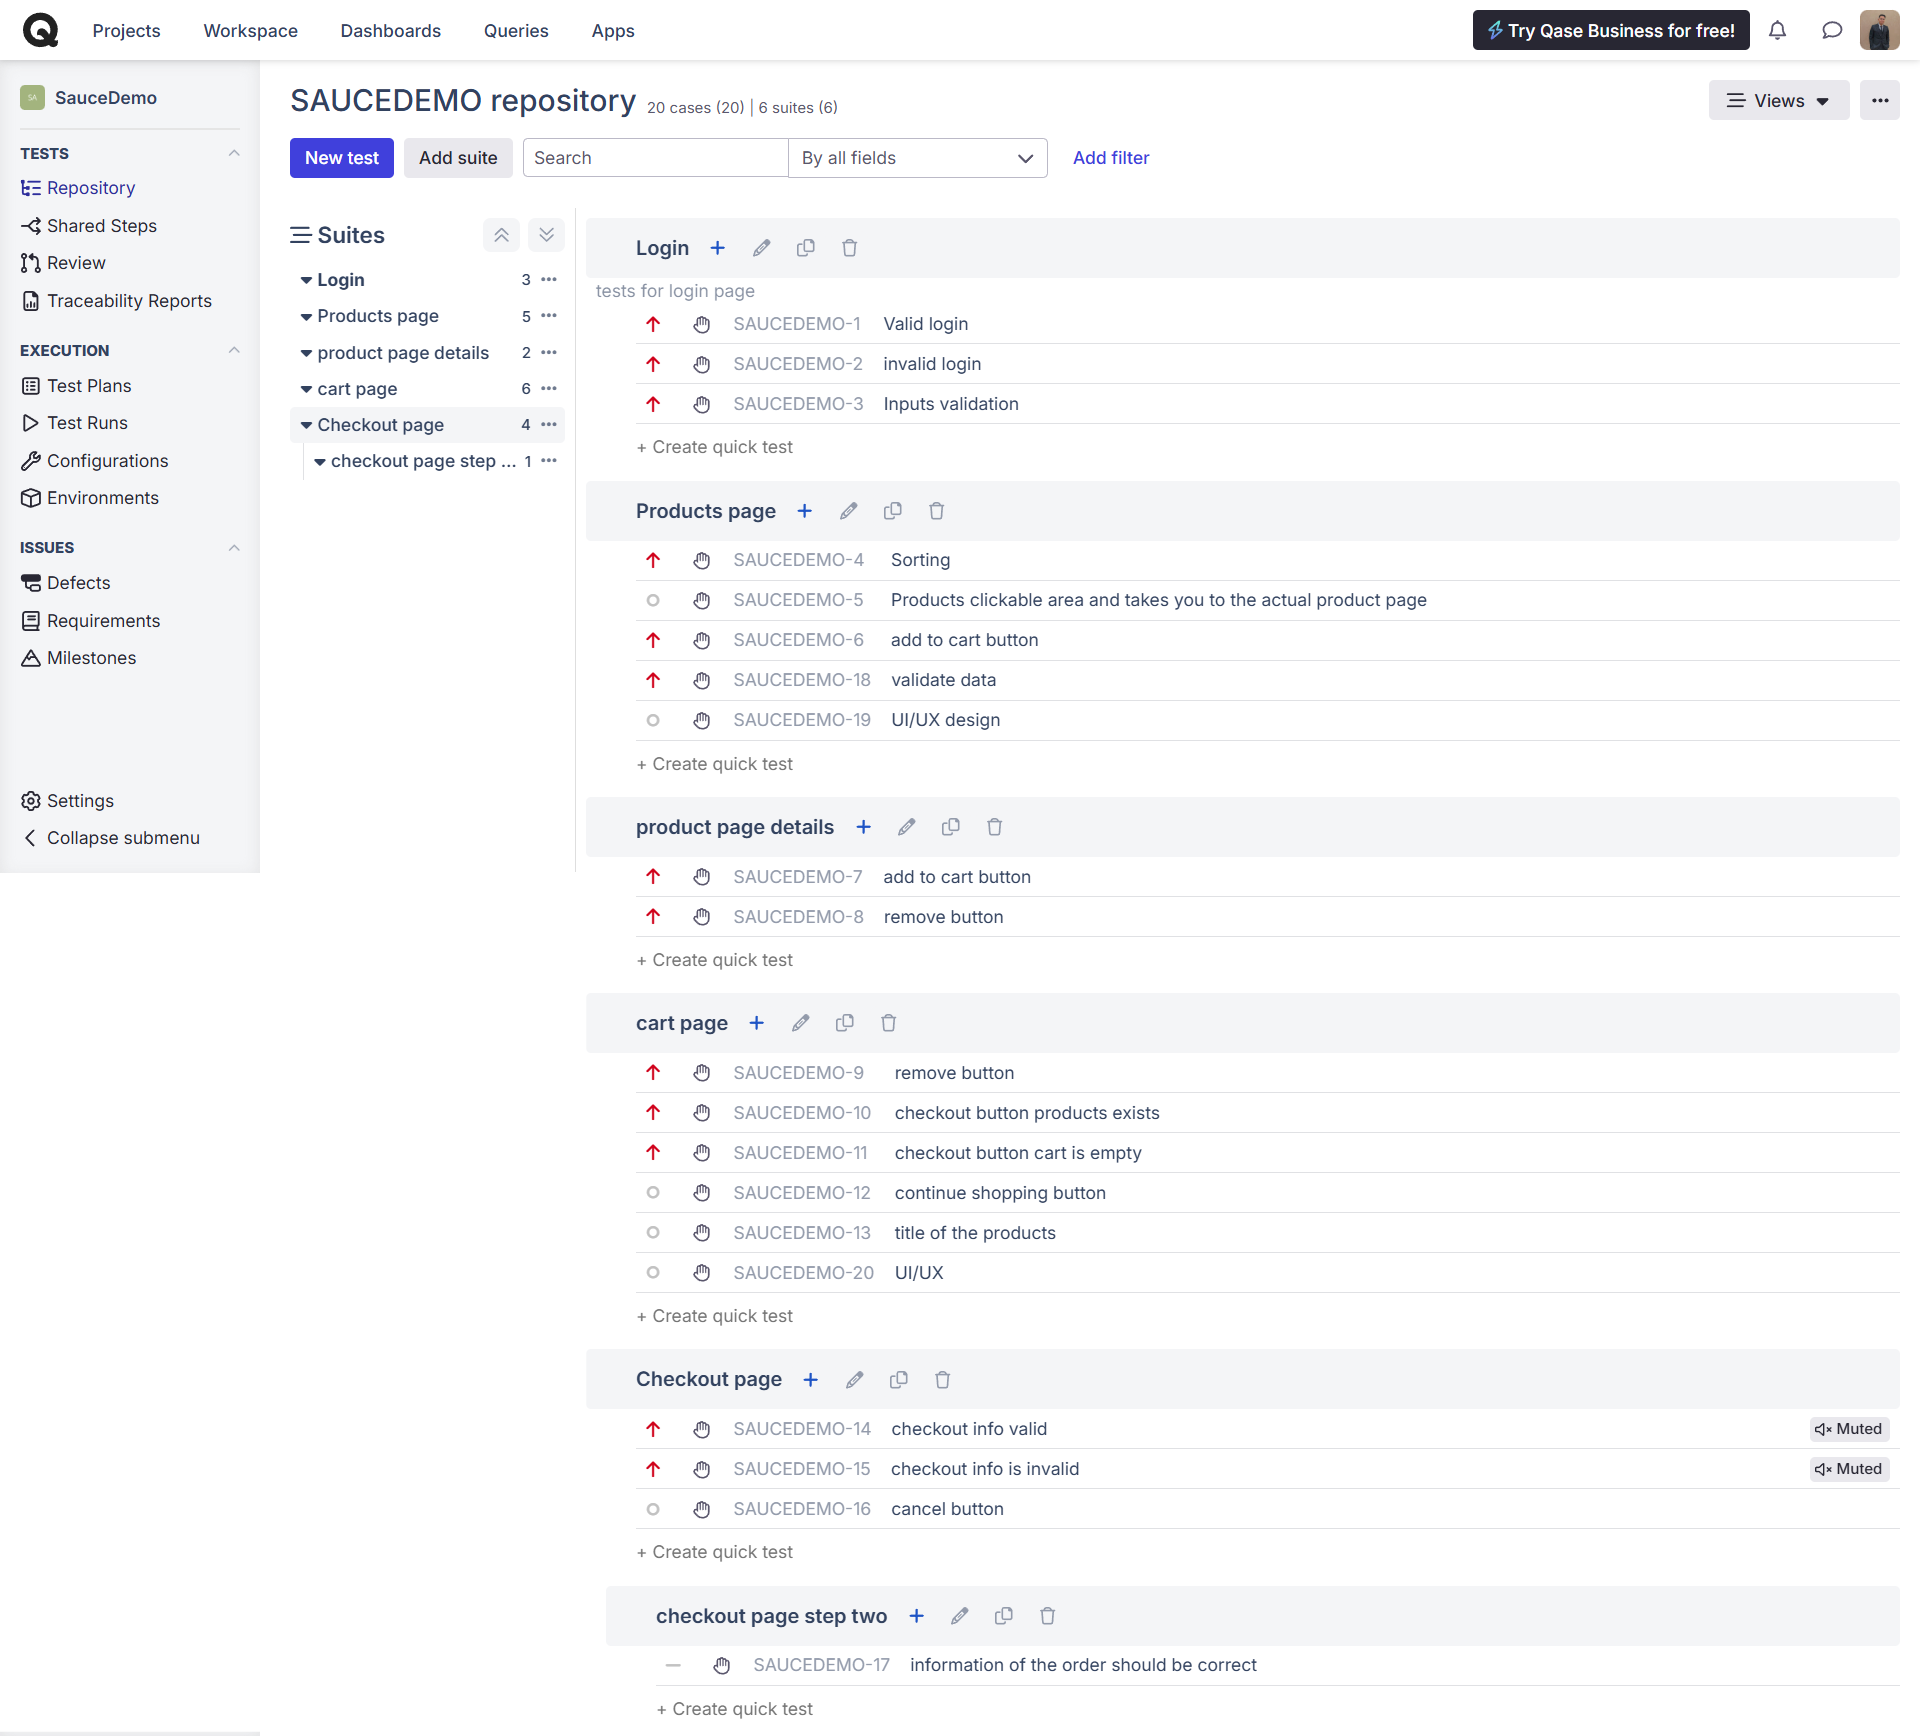 Projects
Workspace
Dashboards
Queries
Apps
Try Qase Business for free!
SA
SauceDemo
TESTS
Repository
Shared Steps
Review
Traceability Reports
EXECUTION
Test Plans
Test Runs
Configurations
Environments
ISSUES
Defects
Requirements
Milestones
Settings
Collapse submenu
SAUCEDEMO repository 20 cases (20) | 6 suites (6)
Views
New test
Add suite
Search
By all fields
Add filter
Suites
Login 3
Products page 5
product page details 2
cart page 6
Checkout page 4
checkout page step ... 1
Login
tests for login page
SAUCEDEMO-1 Valid login
SAUCEDEMO-2 invalid login
SAUCEDEMO-3 Inputs validation
+ Create quick test
Products page
SAUCEDEMO-4 Sorting
SAUCEDEMO-5 Products clickable area and takes you to the actual product page
SAUCEDEMO-6 add to cart button
SAUCEDEMO-18 validate data
SAUCEDEMO-19 UI/UX design
+ Create quick test
product page details
SAUCEDEMO-7 add to cart button
SAUCEDEMO-8 remove button
+ Create quick test
cart page
SAUCEDEMO-9 remove button
SAUCEDEMO-10 checkout button products exists
SAUCEDEMO-11 checkout button cart is empty
SAUCEDEMO-12 continue shopping button
SAUCEDEMO-13 title of the products
SAUCEDEMO-20 UI/UX
+ Create quick test
Checkout page
SAUCEDEMO-14 checkout info valid Muted
SAUCEDEMO-15 checkout info is invalid Muted
SAUCEDEMO-16 cancel button
+ Create quick test
checkout page step two
SAUCEDEMO-17 information of the order should be correct
+ Create quick test